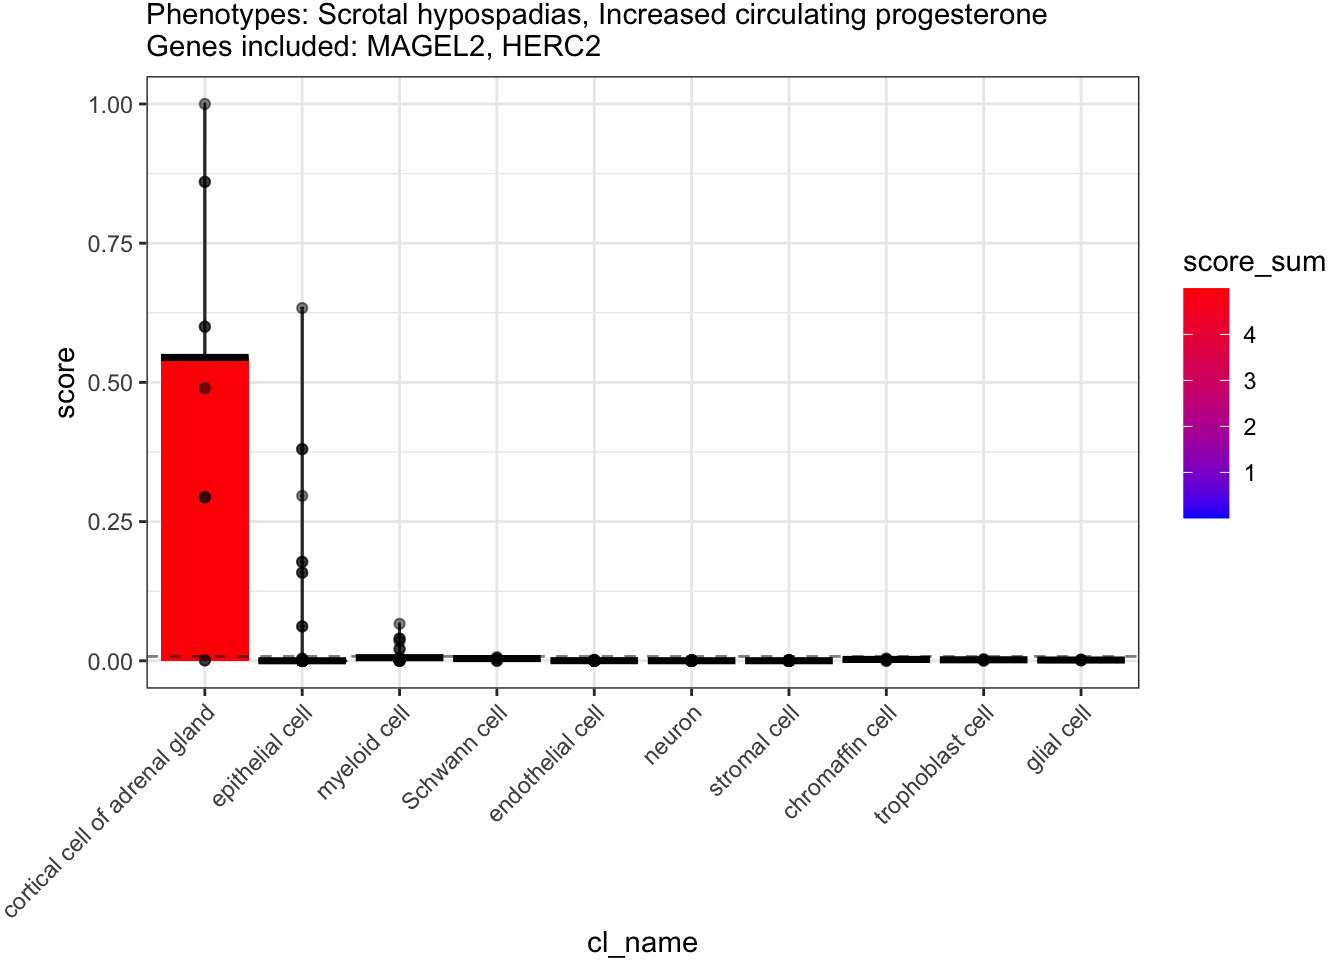 Phenotypes: Scrotal hypospadias, Increased circulating progesterone
Genes included: MAGEL2, HERC2
1.00
0.75
0.50
0.25
0.00
score
cortical cell of adrenal gland
epithelial cell
myeloid cell
Schwann cell
endothelial cell
neuron
stromal cell
chromaffin cell
trophoblast cell
glial cell
cl_name
score_sum
4
3
2
1